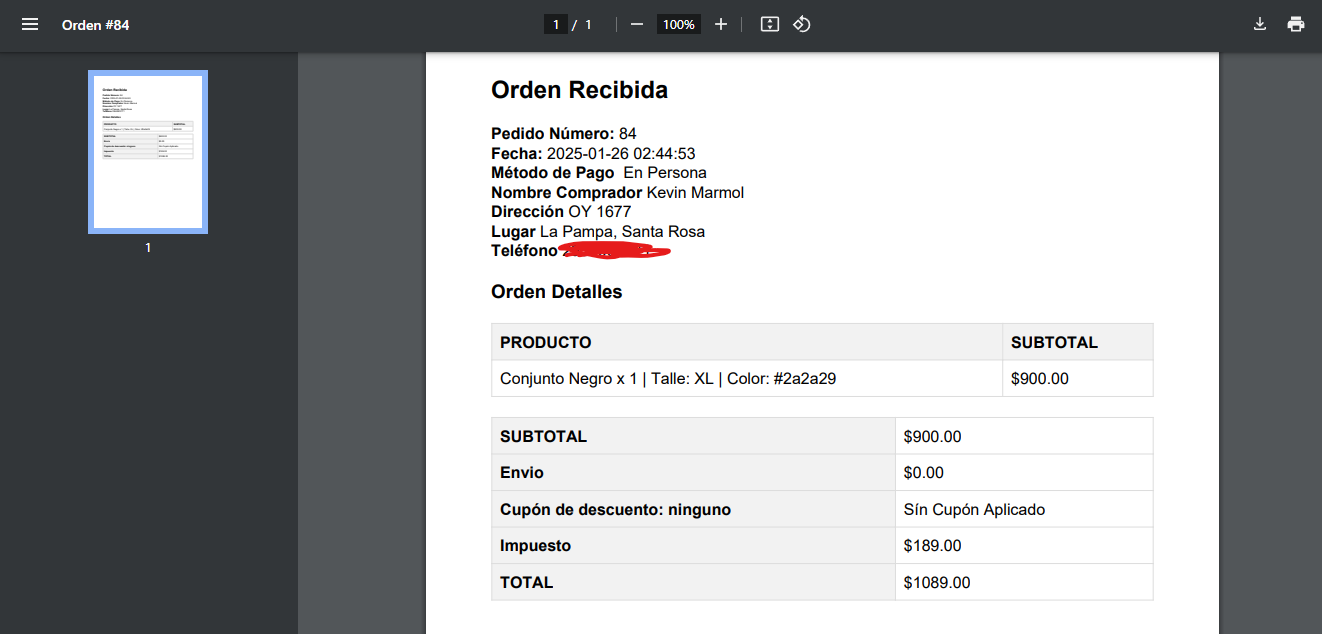 Orden #84
1 / 1
100%
1
Orden Recibida
Pedido Número: 84
Fecha: 2025-01-26 02:44:53
Método de Pago En Persona
Nombre Comprador Kevin Marmol
Dirección OY 1677
Lugar La Pampa, Santa Rosa
Teléfono
Orden Detalles
PRODUCTO SUBTOTAL
Conjunto Negro x 1 | Talle: XL | Color: #2a2a29 $900.00
SUBTOTAL $900.00
Envio $0.00
Cupón de descuento: ninguno Sín Cupón Aplicado
Impuesto $189.00
TOTAL $1089.00